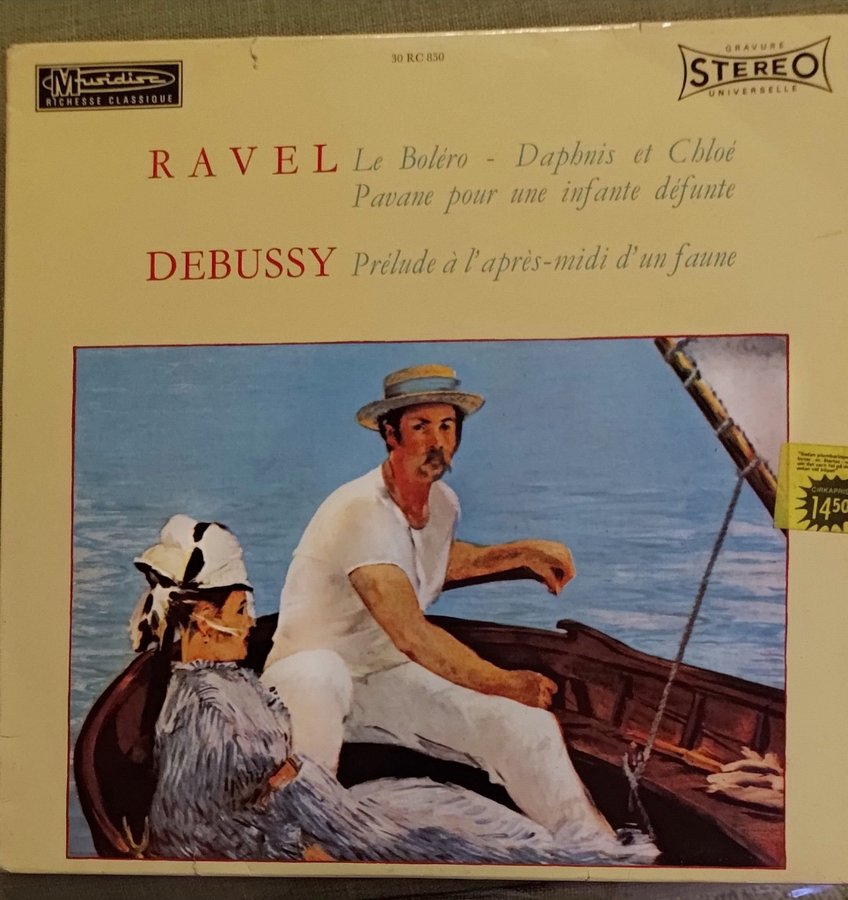 Musidisc
RICHESSE CLASSIQUE
30 RC 850
GRAVURE
STEREO
UNIVERSELLE
RAVEL Le Boléro - Daphnis et Chloé
Pavane pour une infante défunte
DEBUSSY Prélude à l'après-midi d'un faune
CIRKAPRIS
14 50